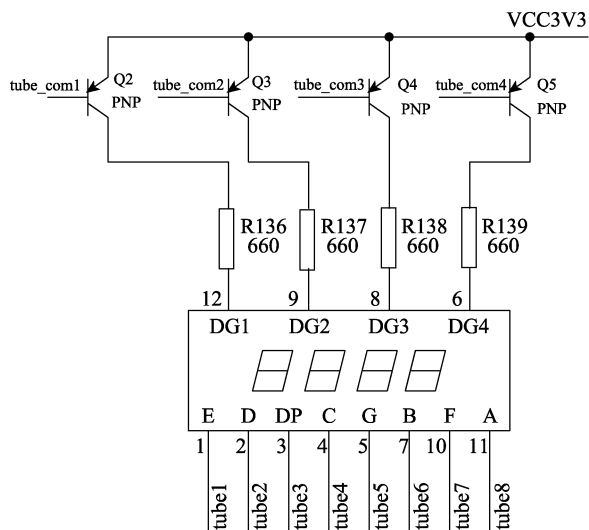 VCC3V3
tube_com1 Q2 tube_com2 Q3 tube_com3 Q4 tube_com4 Q5
PNP PNP PNP PNP
R136 R137 R138 R139
660 660 660 660
12 9 8 6
DG1 DG2 DG3 DG4
E D DP C G B F A
1 2 3 4 5 7 10 11
tube1 tube2 tube3 tube4 tube5 tube6 tube7 tube8